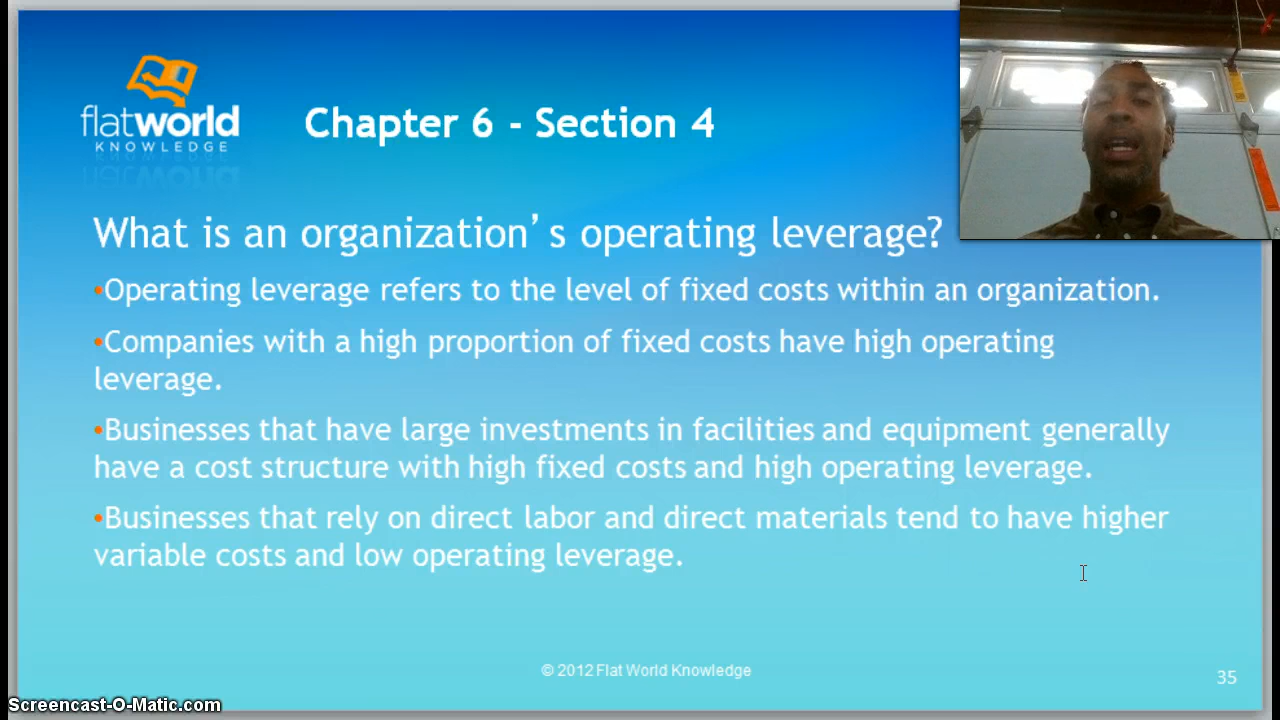 flatworld
KNOWLEDGE
Chapter 6 - Section 4
What is an organization’s operating leverage?
•Operating leverage refers to the level of fixed costs within an organization.
•Companies with a high proportion of fixed costs have high operating
leverage.
•Businesses that have large investments in facilities and equipment generally
have a cost structure with high fixed costs and high operating leverage.
•Businesses that rely on direct labor and direct materials tend to have higher
variable costs and low operating leverage.
© 2012 Flat World Knowledge
35
Screencast-O-Matic.com